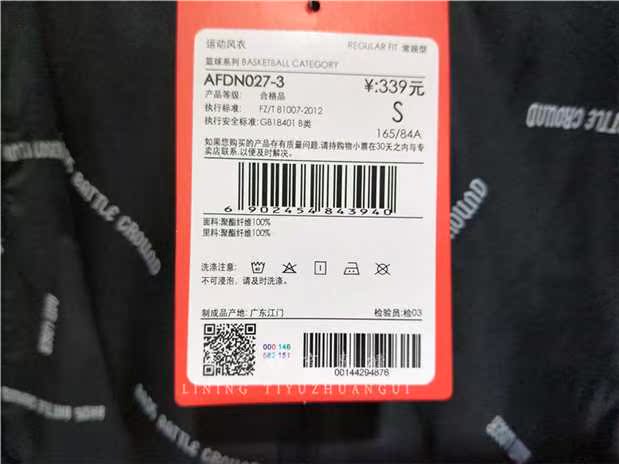 运动风衣 REGULAR FIT 常规型
篮球系列 BASKETBALL CATEGORY
AFDN027-3 ¥:339元
产品等级: 合格品
执行标准: FZ/T 81007-2012 S
执行安全标准: GB18401 B类
165/84A
如果您购买的产品存有质量问题,请持购物小票在30天之内与专
卖店联系,以便及时解决。
6 902454 843940
面料:聚酯纤维100%
里料:聚酯纤维100%
洗涤注意:
不可浸泡, 请及时洗涤。
制成品产地: 广东江门 检验员:检03
000 146
682 151
00144294878
LINING TIYUZHUANGUI
BATTLE GROUND
TTLE GROUND